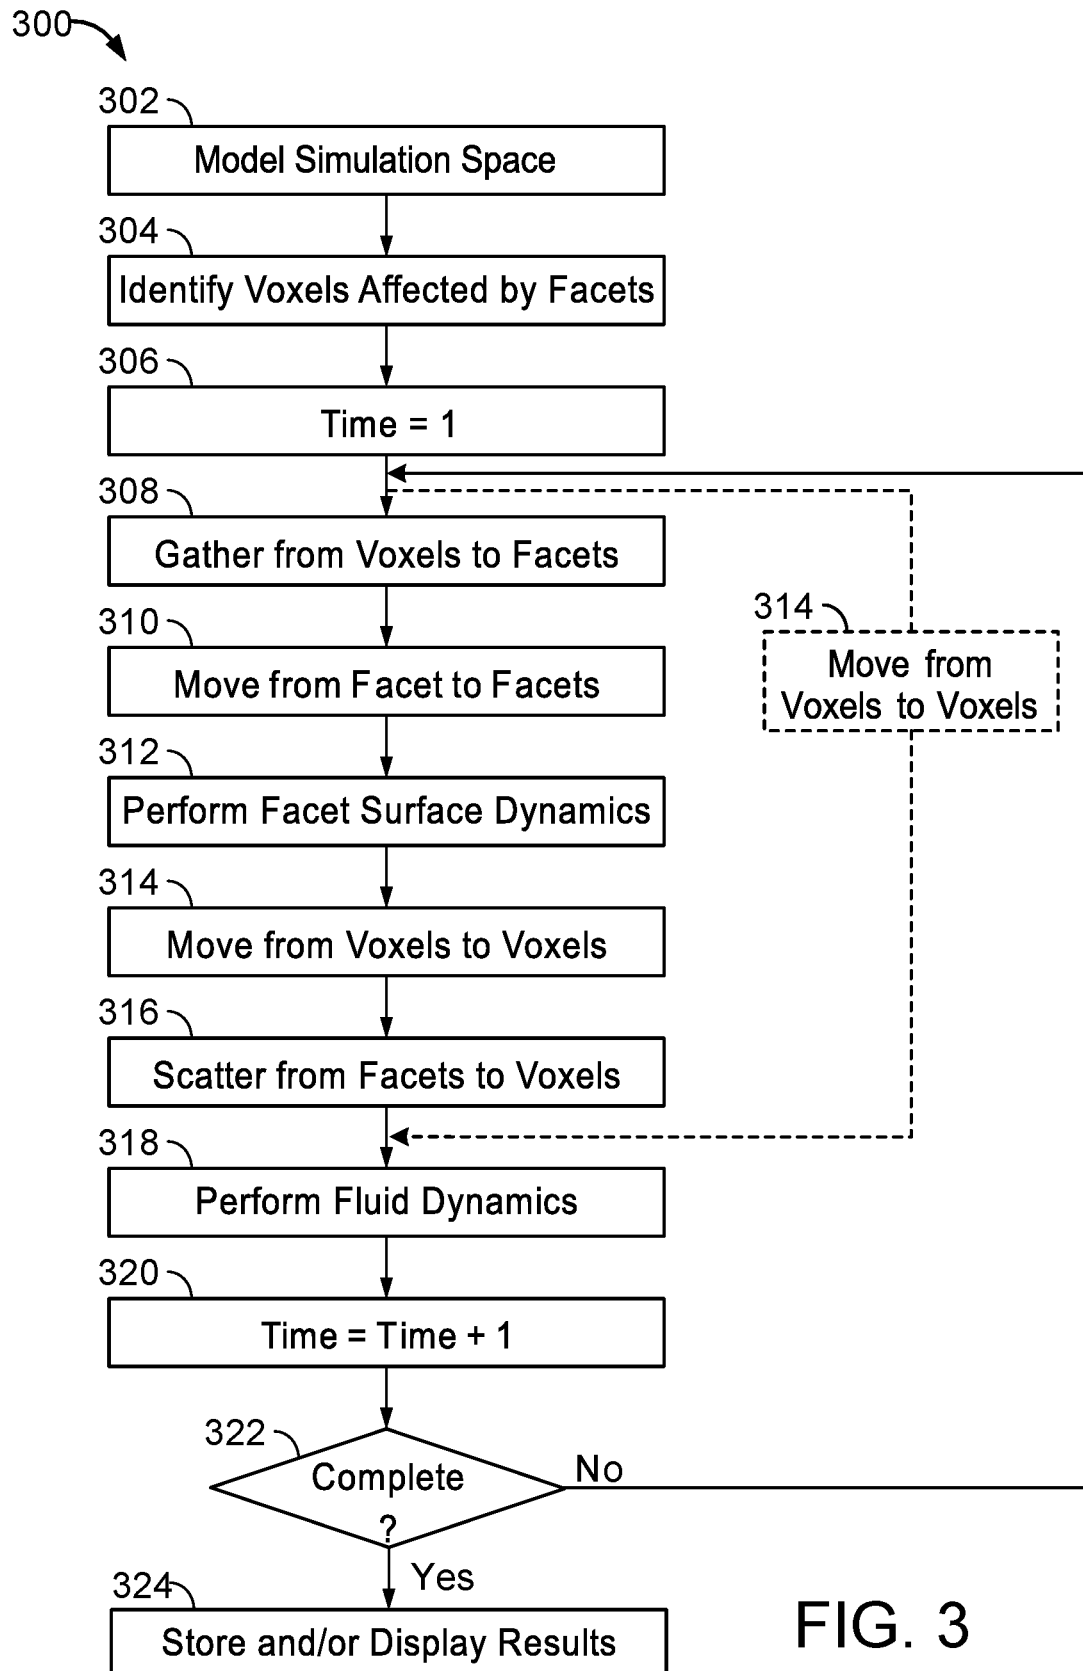 300
302
Model Simulation Space
304
Identify Voxels Affected by Facets
306
Time = 1
308
Gather from Voxels to Facets
310
Move from Facet to Facets
314
Move from
Voxels to Voxels
312
Perform Facet Surface Dynamics
314
Move from Voxels to Voxels
316
Scatter from Facets to Voxels
318
Perform Fluid Dynamics
320
Time = Time + 1
322
Complete
?
No
Yes
324
Store and/or Display Results
FIG. 3